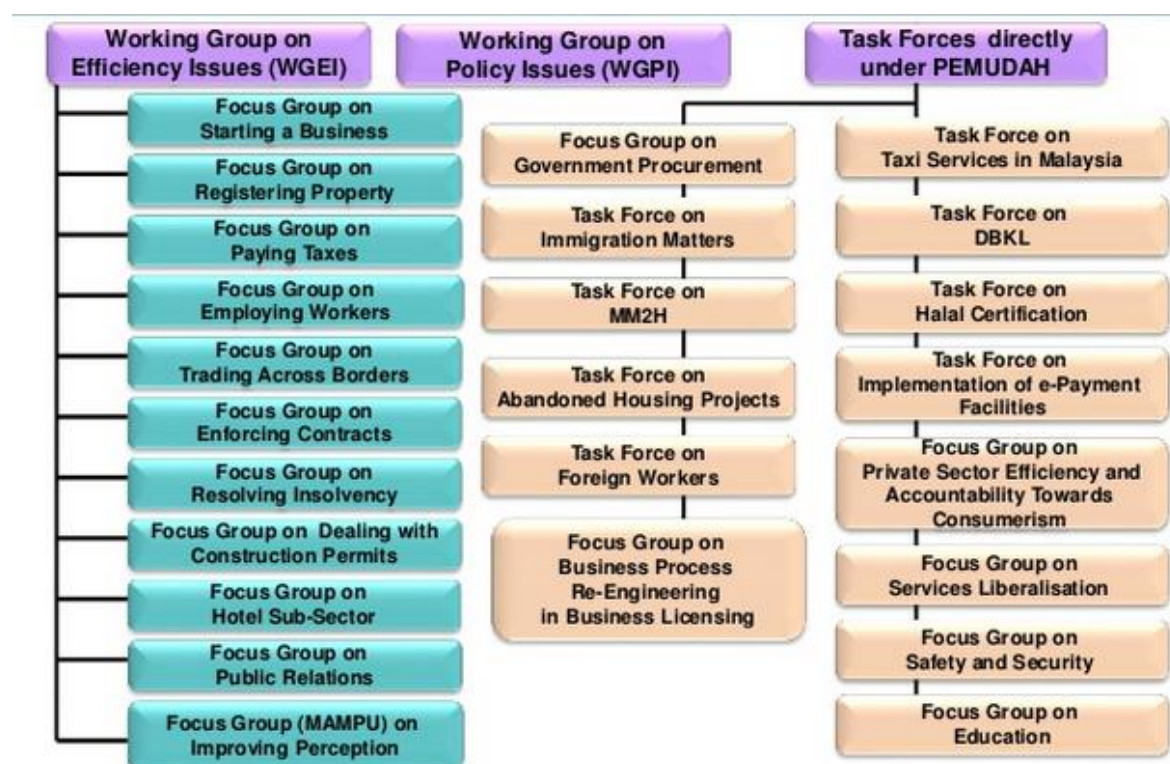 Working Group on
Efficiency Issues (WGEI)
Working Group on
Policy Issues (WGPI)
Task Forces directly
under PEMUDAH
Focus Group on
Starting a Business
Focus Group on
Registering Property
Focus Group on
Paying Taxes
Focus Group on
Employing Workers
Focus Group on
Trading Across Borders
Focus Group on
Enforcing Contracts
Focus Group on
Resolving Insolvency
Focus Group on Dealing with
Construction Permits
Focus Group on
Hotel Sub-Sector
Focus Group on
Public Relations
Focus Group (MAMPU) on
Improving Perception
Focus Group on
Government Procurement
Task Force on
Immigration Matters
Task Force on
MM2H
Task Force on
Abandoned Housing Projects
Task Force on
Foreign Workers
Focus Group on
Business Process
Re-Engineering
in Business Licensing
Task Force on
Taxi Services in Malaysia
Task Force on
DBKL
Task Force on
Halal Certification
Task Force on
Implementation of e-Payment
Facilities
Focus Group on
Private Sector Efficiency and
Accountability Towards
Consumerism
Focus Group on
Services Liberalisation
Focus Group on
Safety and Security
Focus Group on
Education